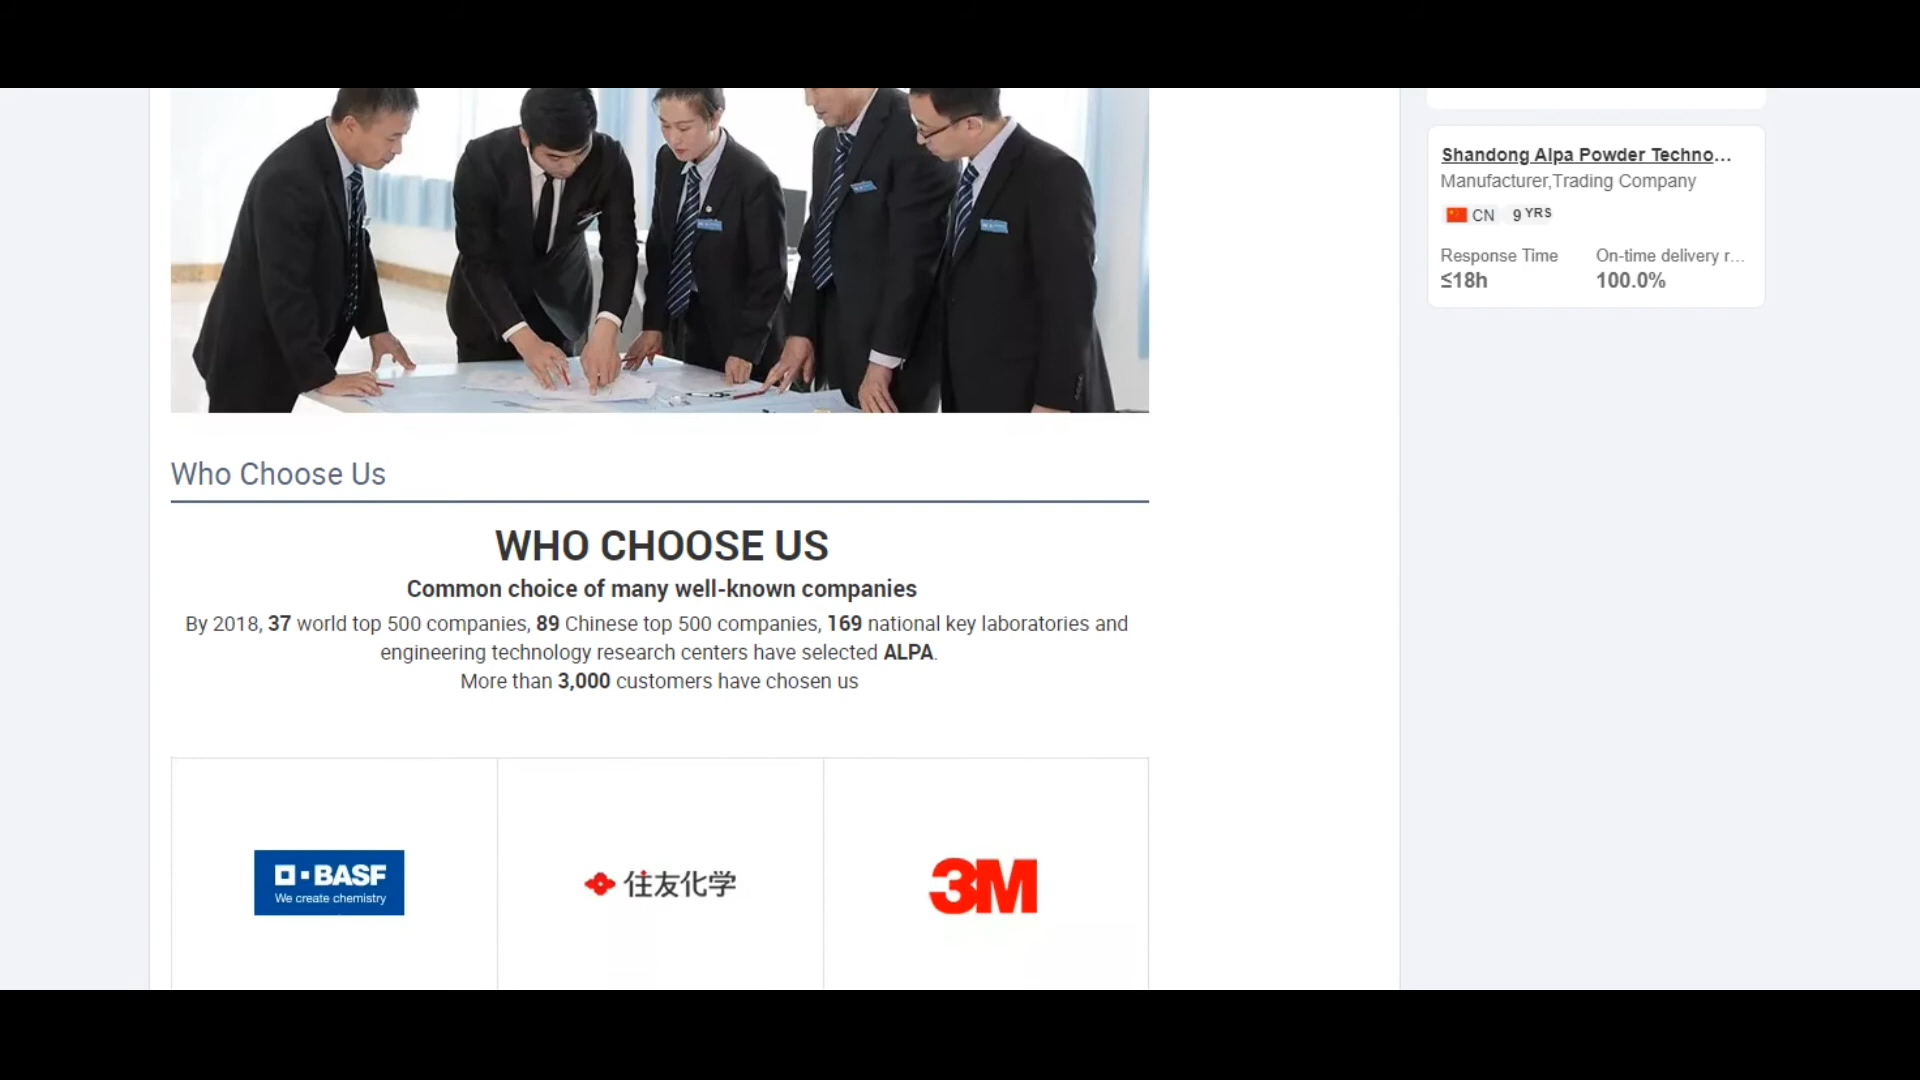 Shandong Alpa Powder Techno...
Manufacturer,Trading Company
CN 9 YRS
Response Time On-time delivery r...
≤18h 100.0%
Who Choose Us
WHO CHOOSE US
Common choice of many well-known companies
By 2018, 37 world top 500 companies, 89 Chinese top 500 companies, 169 national key laboratories and
engineering technology research centers have selected ALPA.
More than 3,000 customers have chosen us
BASF
We create chemistry
住友化学
3M